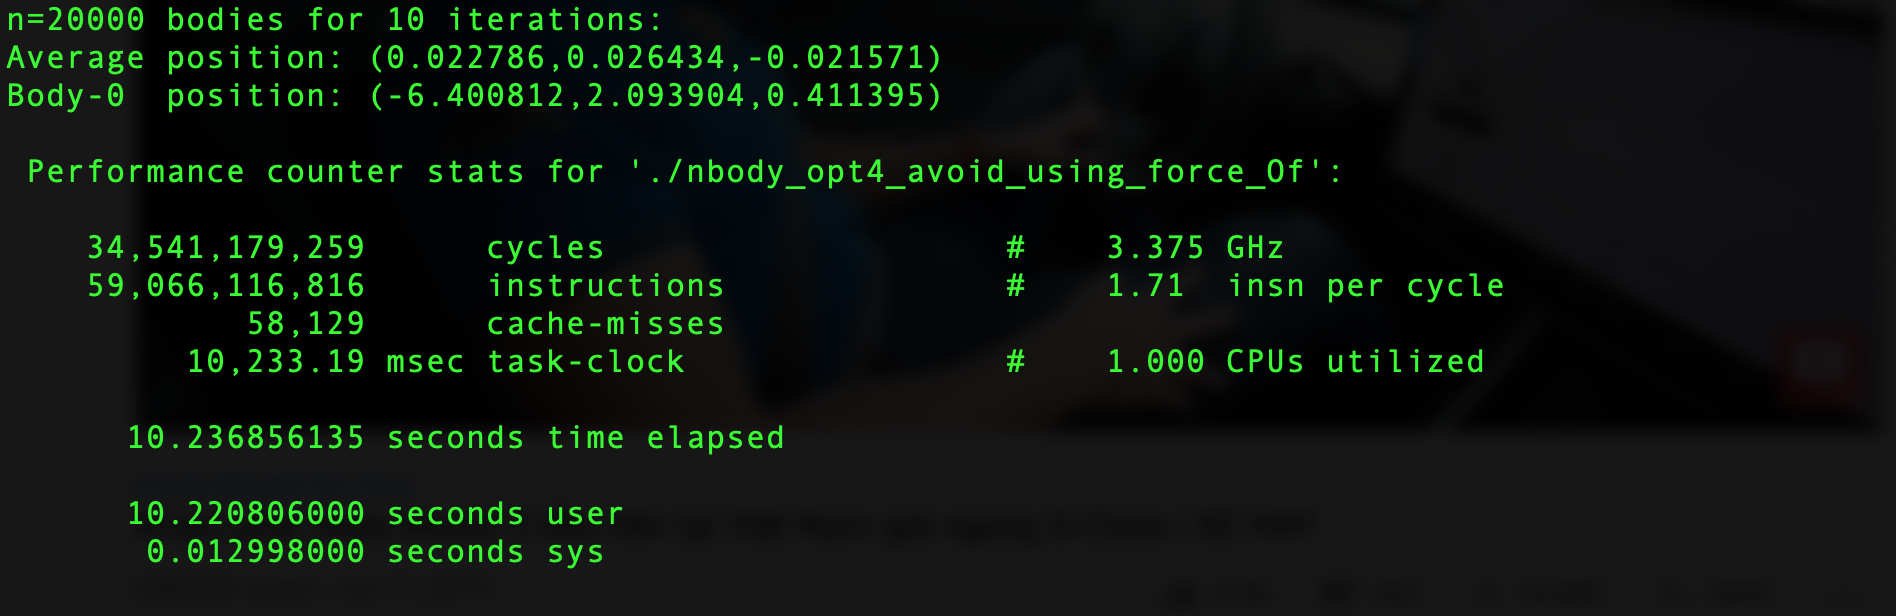 n=20000 bodies for 10 iterations:
Average position: (0.022786,0.026434,-0.021571)
Body-0  position: (-6.400812,2.093904,0.411395)
Performance counter stats for './nbody_opt4_avoid_using_force_Of':
34,541,179,259      cycles                    #    3.375 GHz
59,066,116,816      instructions              #    1.71  insn per cycle
58,129      cache-misses
10,233.19 msec task-clock                #    1.000 CPUs utilized
10.236856135 seconds time elapsed
10.220806000 seconds user
0.012998000 seconds sys